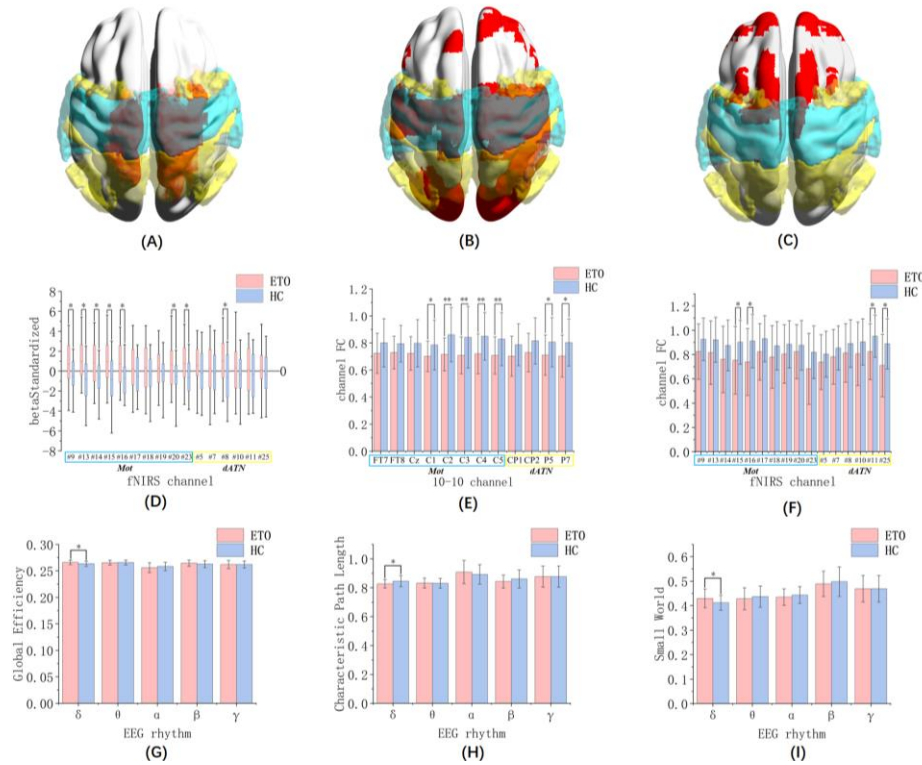 (A)
(B)
(C)
ETO
HC
betaStandardized
8
6
4
2
0
-2
-4
-6
-8
* * * * * * * *
0
#9 #13 #14 #15 #16 #17 #18 #19 #20 #23 #5 #7 #8 #10 #11 #25
Mot dATN
fNIRS channel
(D)
ETO
HC
channel FC
1.2
1.0
0.8
0.6
0.4
0.2
0.0
* ** ** ** ** * *
FT7 FT8 Cz C1 C2 C3 C4 C5 CP1 CP2 P5 P7
Mot dATN
10-10 channel
(E)
ETO
HC
channel FC
1.2
1.0
0.8
0.6
0.4
0.2
0.0
* * * *
#9 #13 #14 #15 #16 #17 #18 #19 #20 #23 #5 #7 #8 #10 #11 #25
Mot dATN
fNIRS channel
(F)
ETO
HC
Global Efficiency
0.30
0.25
0.20
0.15
0.10
0.05
0.00
*
δ θ α β γ
EEG rhythm
(G)
ETO
HC
Characteristic Path Length
1.0
0.8
0.6
0.4
0.2
0.0
*
δ θ α β γ
EEG rhythm
(H)
ETO
HC
Small World
0.6
0.5
0.4
0.3
0.2
0.1
0.0
*
δ θ α β γ
EEG rhythm
(I)